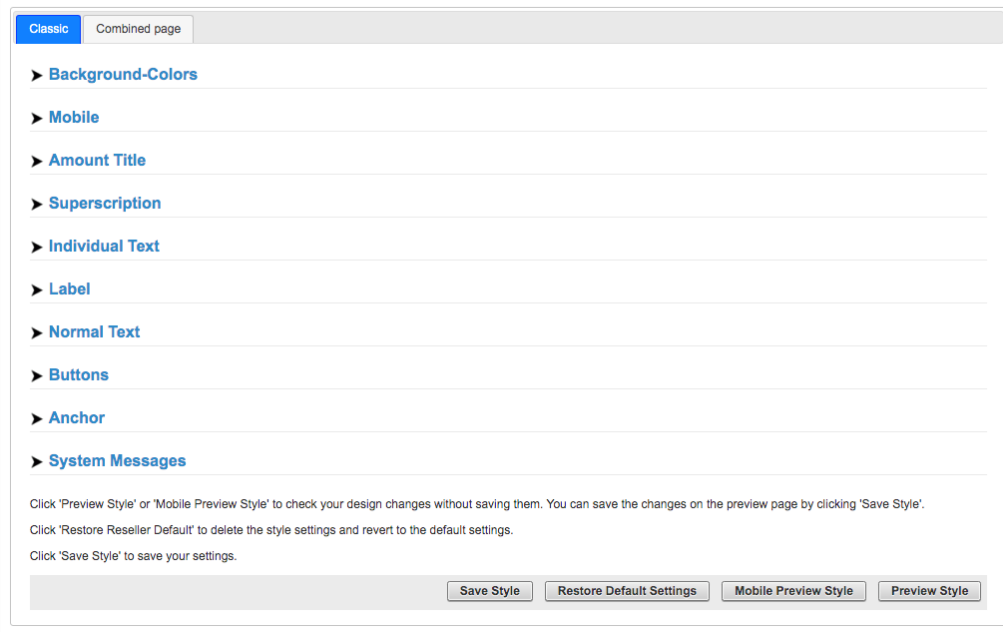 Classic
Combined page
Background-Colors
Mobile
Amount Title
Superscription
Individual Text
Label
Normal Text
Buttons
Anchor
System Messages
Click 'Preview Style' or 'Mobile Preview Style' to check your design changes without saving them. You can save the changes on the preview page by clicking 'Save Style'.
Click 'Restore Reseller Default' to delete the style settings and revert to the default settings.
Click 'Save Style' to save your settings.
Save Style
Restore Default Settings
Mobile Preview Style
Preview Style